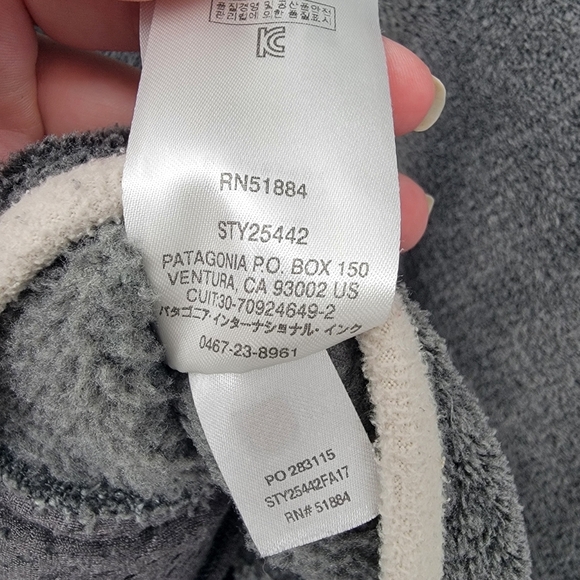 KC
RN51884
STY25442
PATAGONIA P.O. BOX 150
VENTURA, CA 93002 US
CUIT:30-70924649-2
パタゴニア・インターナショナル・インク
0467-23-8961
PO 283115
STY25442FA17
RN# 51884